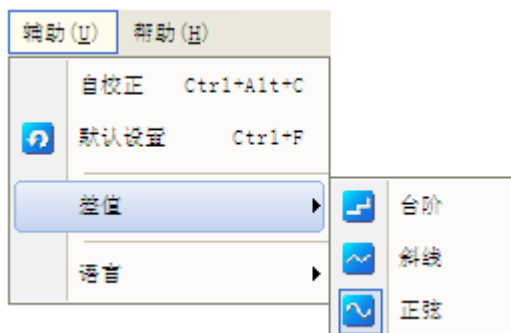 辅助(U) 帮助(H)
自校正 Ctrl+Alt+C
默认设置 Ctrl+F
差值
台阶
斜线
语言
正弦